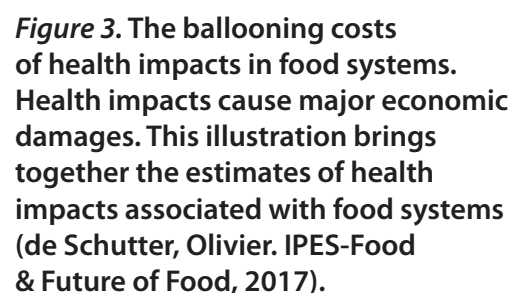 Figure 3. The ballooning costs
of health impacts in food systems.
Health impacts cause major economic
damages. This illustration brings
together the estimates of health
impacts associated with food systems
(de Schutter, Olivier. IPES-Food
& Future of Food, 2017).